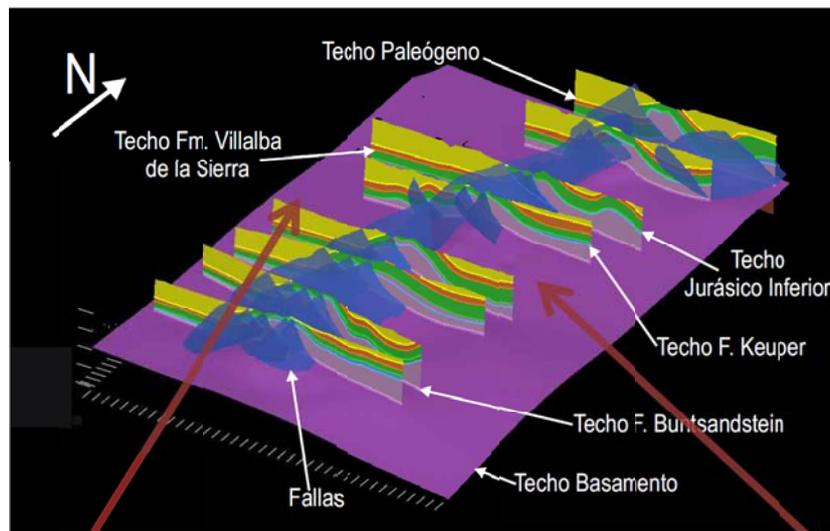 Techo Paleógeno
N
Techo Fm. Villalba
de la Sierra
Techo
Jurásico Inferior
Techo F. Keuper
Techo F. Buntsandstein
Techo Basamento
Fallas